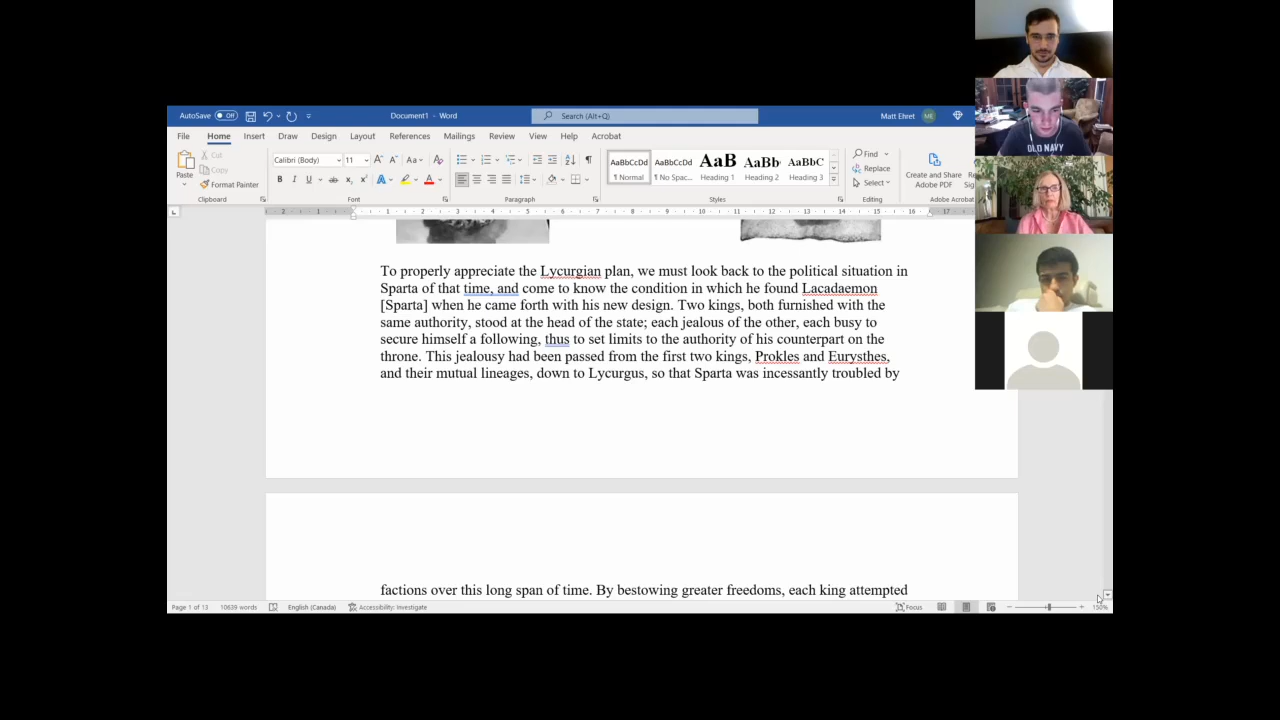 AutoSave Off Document1 - Word Search (Alt+Q) Matt Ehret ME
File Home Insert Draw Design Layout References Mailings Review View Help Acrobat
Paste Cut Copy Format Painter Clipboard
Calibri (Body) 11 Font
Paragraph
AaBbCcDd AaBbCcDd AaB AaBb AaBbC
¶ Normal ¶ No Spac... Heading 1 Heading 2 Heading 3
Styles
Find Replace Select Editing
Create and Share Adobe PDF
Adobe Acrobat
OLD NAVY
To properly appreciate the Lycurgian plan, we must look back to the political situation in
Sparta of that time, and come to know the condition in which he found Lacadaemon
[Sparta] when he came forth with his new design. Two kings, both furnished with the
same authority, stood at the head of the state; each jealous of the other, each busy to
secure himself a following, thus to set limits to the authority of his counterpart on the
throne. This jealousy had been passed from the first two kings, Prokles and Eurysthes,
and their mutual lineages, down to Lycurgus, so that Sparta was incessantly troubled by
factions over this long span of time. By bestowing greater freedoms, each king attempted
Page 1 of 13 10639 words English (Canada) Accessibility: Investigate Focus 150%